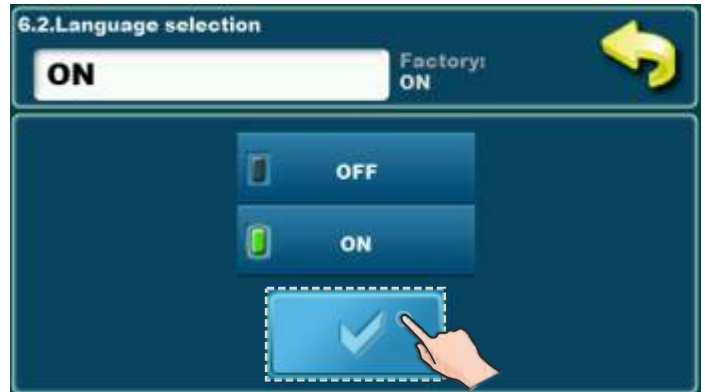 6.2.Language selection
ON
Factory:
ON
OFF
ON